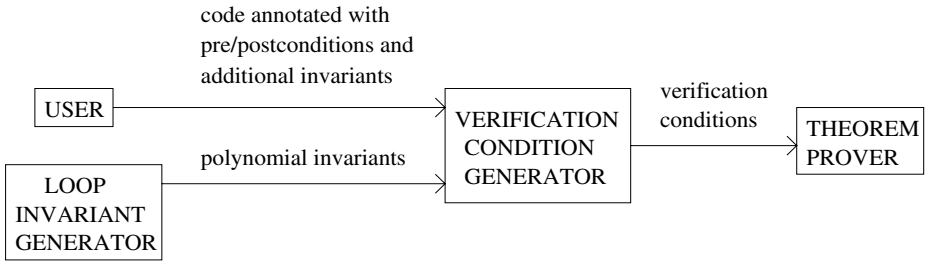 code annotated with
pre/postconditions and
additional invariants
USER
verification
conditions
VERIFICATION
CONDITION
GENERATOR
THEOREM
PROVER
polynomial invariants
LOOP
INVARIANT
GENERATOR